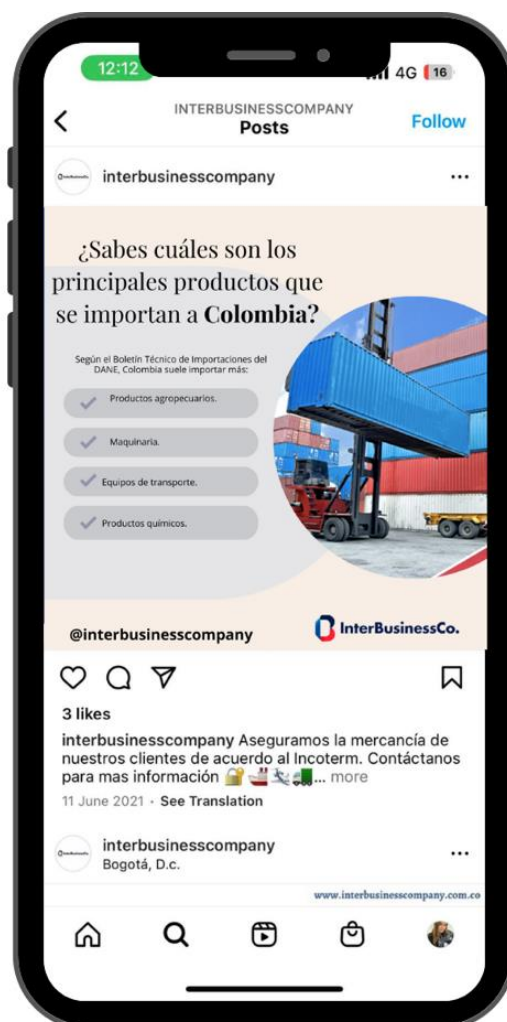 12:12
4G 16
INTERBUSINESSCOMPANY
Posts
Follow
interbusinesscompany
¿Sabes cuáles son los
principales productos que
se importan a Colombia?
Según el Boletín Técnico de Importaciones del
DANE, Colombia suele importar más:
Productos agropecuarios.
Maquinaria.
Equipos de transporte.
Productos químicos.
@interbusinesscompany
InterBusinessCo.
3 likes
interbusinesscompany Aseguramos la mercancía de
nuestros clientes de acuerdo al Incoterm. Contáctanos
para mas información 🔐🚢🛬🚛... more
11 June 2021 · See Translation
interbusinesscompany
Bogotá, D.c.
www.interbusinesscompany.com.co